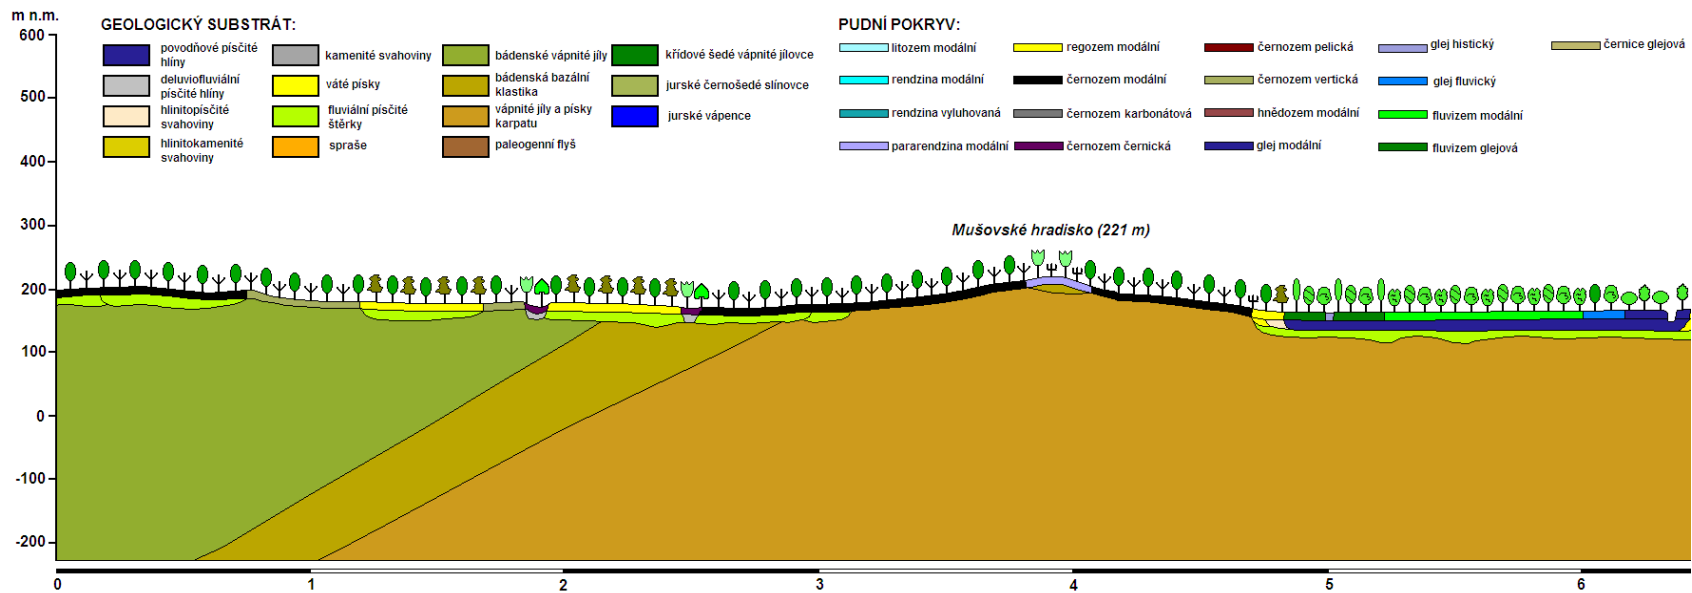 m n.m.
GEOLOGICKÝ SUBSTRÁT:
povodňové písčité
hlíny
deluviofluviální
písčité hlíny
hlinitopísčité
svahoviny
hlinitokamenité
svahoviny
kamenité svahoviny
váté písky
fluviální písčité
štěrky
spraše
bádenské vápnité jíly
bádenská bazální
klastika
vápnité jíly a písky
karpatu
paleogenní flyš
křídové šedé vápnité jílovce
jurské černošedé slínovce
jurské vápence
PUDNÍ POKRYV:
litozem modální
rendzina modální
rendzina vyluhovaná
pararendzina modální
regozem modální
černozem modální
černozem karbonátová
černozem černická
černozem pelická
černozem vertická
hnědozem modální
glej modální
glej histický
glej fluvický
fluvizem modální
fluvizem glejová
černice glejová
600
500
400
300
200
100
0
-100
-200
Mušovské hradisko (221 m)
0 1 2 3 4 5 6